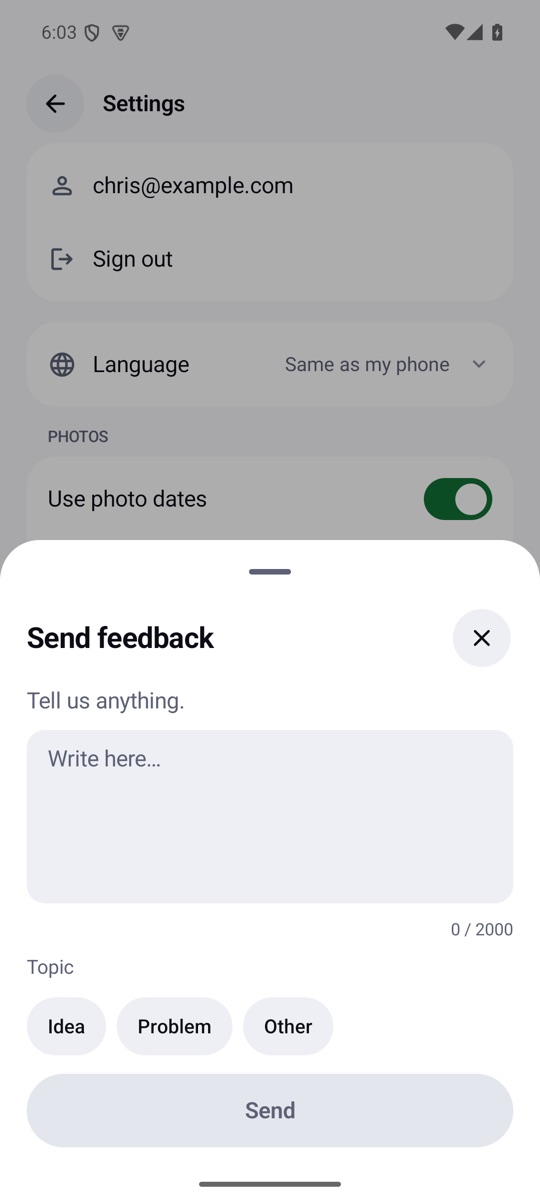 6:03
Settings
chris@example.com
Sign out
Language Same as my phone
PHOTOS
Use photo dates
Send feedback
Tell us anything.
Write here...
0 / 2000
Topic
Idea Problem Other
Send